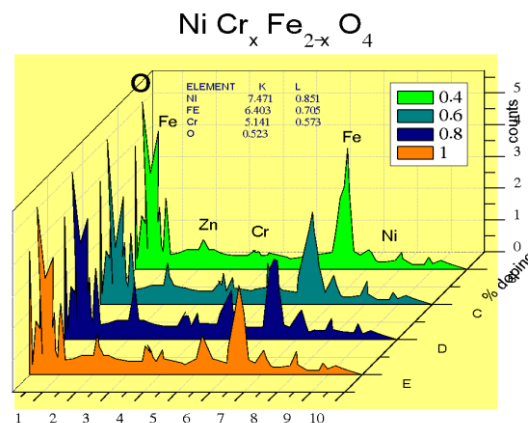 Ni Crx Fe2-x O4
O
Fe
ELEMENT K L
NI 7.471 0.851
FE 6.403 0.705
Cr 5.141 0.573
O 0.523
0.4
0.6
0.8
1
Fe
Zn
Cr
Ni
5
4
3
2
1
0
counts
% doping
C
D
E
1 2 3 4 5 6 7 8 9 10